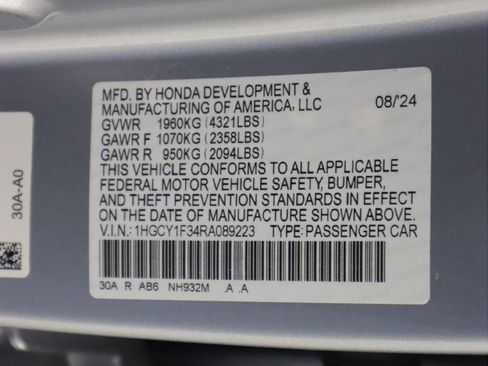 MFD. BY HONDA DEVELOPMENT &
MANUFACTURING OF AMERICA, LLC 08/24
GVWR 1960KG (4321LBS)
GAWR F 1070KG (2358LBS)
GAWR R 950KG (2094LBS)
THIS VEHICLE CONFORMS TO ALL APPLICABLE
FEDERAL MOTOR VEHICLE SAFETY, BUMPER,
AND THEFT PREVENTION STANDARDS IN EFFECT
ON THE DATE OF MANUFACTURE SHOWN ABOVE.
V.I.N.: 1HGCY1F34RA089223 TYPE:PASSENGER CAR
30A R AB6 NH932M .A .A
30A-A0